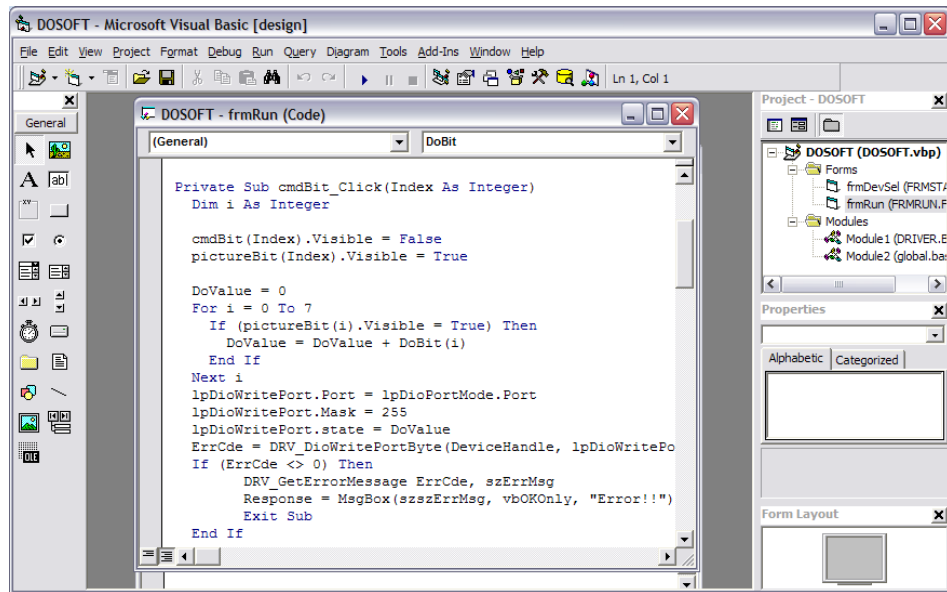 DOSOFT - Microsoft Visual Basic [design]
File Edit View Project Format Debug Run Query Diagram Tools Add-Ins Window Help
Ln 1, Col 1
General
A
ab|
xv
OLE
DOSOFT - frmRun (Code)
(General)
DoBit
Private Sub cmdBit_Click(Index As Integer)
Dim i As Integer
cmdBit(Index).Visible = False
pictureBit(Index).Visible = True
DoValue = 0
For i = 0 To 7
If (pictureBit(i).Visible = True) Then
DoValue = DoValue + DoBit(i)
End If
Next i
lpDioWritePort.Port = lpDioPortMode.Port
lpDioWritePort.Mask = 255
lpDioWritePort.state = DoValue
ErrCde = DRV_DioWritePortByte(DeviceHandle, lpDioWritePo
If (ErrCde <> 0) Then
DRV_GetErrorMessage ErrCde, szErrMsg
Response = MsgBox(szszErrMsg, vbOKOnly, "Error!!")
Exit Sub
End If
Project - DOSOFT
DOSOFT (DOSOFT.vbp)
Forms
frmDevSel (FRMSTA
frmRun (FRMRUN.F
Modules
Module1 (DRIVER.B
Module2 (global.ba
Properties
Alphabetic Categorized
Form Layout